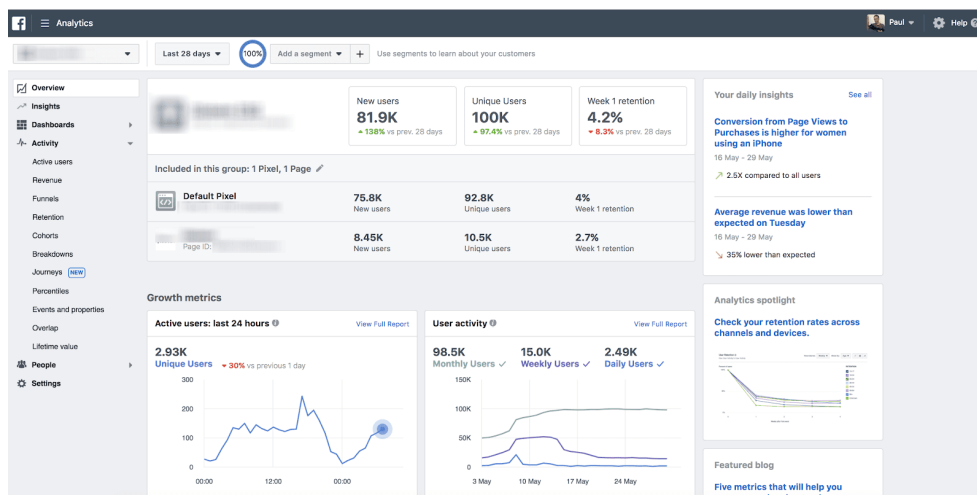 Analytics
Paul
Help
Last 28 days
100%
Add a segment
+
Use segments to learn about your customers
Overview
Insights
Dashboards
Activity
Active users
Revenue
Funnels
Retention
Cohorts
Breakdowns
Journeys NEW
Percentiles
Events and properties
Overlap
Lifetime value
People
Settings
New users
81.9K
138% vs prev. 28 days
Unique Users
100K
97.4% vs prev. 28 days
Week 1 retention
4.2%
8.3% vs prev. 28 days
Included in this group: 1 Pixel, 1 Page
Default Pixel
75.8K
New users
92.8K
Unique users
4%
Week 1 retention
Page ID:
8.45K
New users
10.5K
Unique users
2.7%
Week 1 retention
Growth metrics
Active users: last 24 hours
View Full Report
2.93K
Unique Users
30% vs previous 1 day
300
200
100
0
00:00 12:00 00:00
User activity
View Full Report
98.5K
Monthly Users
15.0K
Weekly Users
2.49K
Daily Users
150K
100K
50K
0
3 May 10 May 17 May 24 May
Your daily insights
See all
Conversion from Page Views to
Purchases is higher for women
using an iPhone
16 May - 29 May
2.5X compared to all users
Average revenue was lower than
expected on Tuesday
16 May - 29 May
35% lower than expected
Analytics spotlight
Check your retention rates across
channels and devices.
Featured blog
Five metrics that will help you